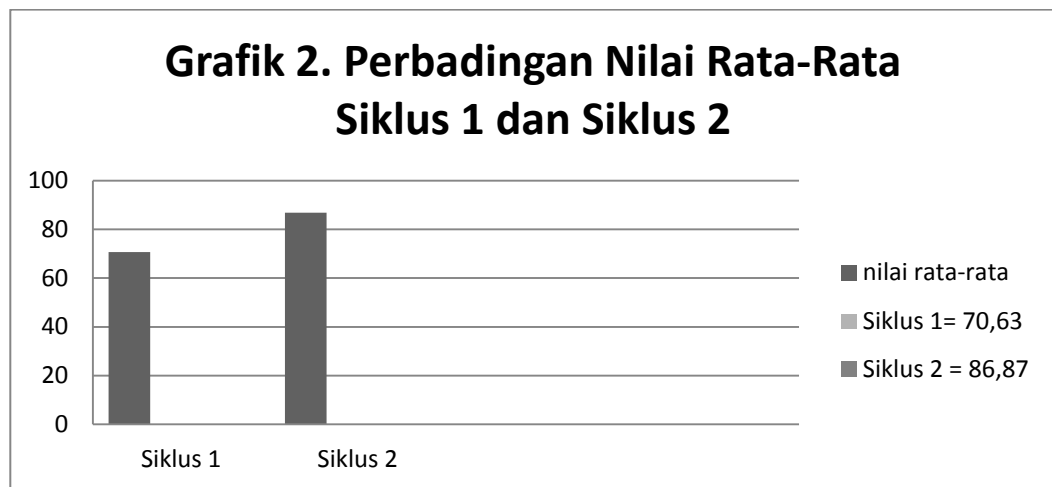 Grafik 2. Perbadingan Nilai Rata-Rata
Siklus 1 dan Siklus 2
100
80
60
40
20
0
Siklus 1
Siklus 2
nilai rata-rata
Siklus 1= 70,63
Siklus 2 = 86,87